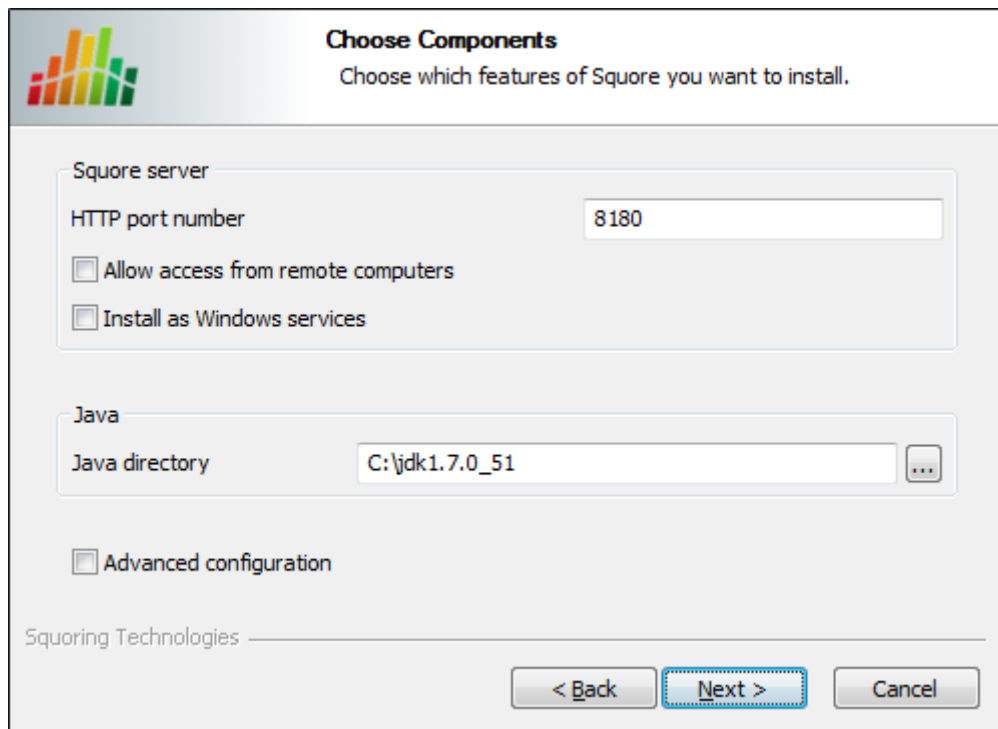 Choose Components
Choose which features of Squore you want to install.
Squore server
HTTP port number 8180
Allow access from remote computers
Install as Windows services
Java
Java directory C:\jdk1.7.0_51 ...
Advanced configuration
Squoring Technologies
< Back Next > Cancel